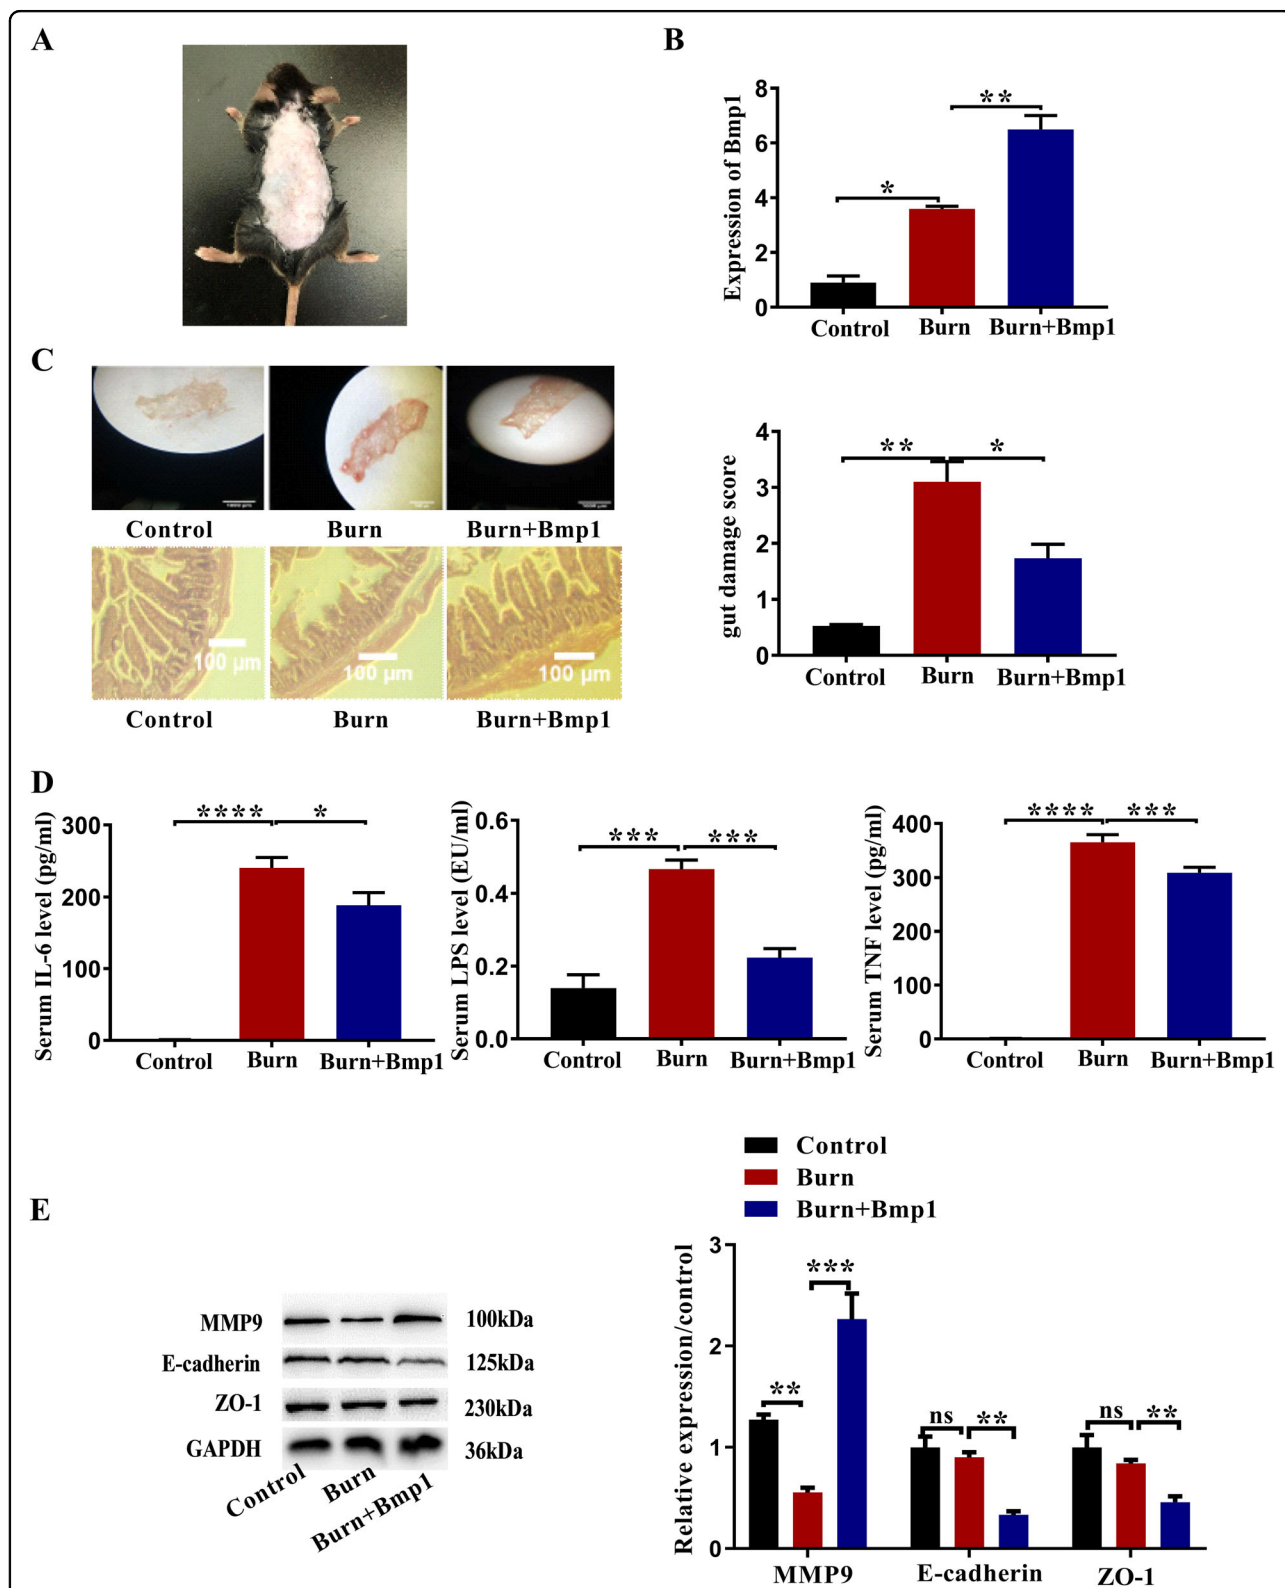 A
B
Expression of Bmp1
8
6
4
2
0
*
**
Control Burn Burn+Bmp1
C
Control Burn Burn+Bmp1
100 μm 100 μm 100 μm
Control Burn Burn+Bmp1
gut damage score
4
3
2
1
0
** *
Control Burn Burn+Bmp1
D
Serum IL-6 level (pg/ml)
300
200
100
0
**** *
Control Burn Burn+Bmp1
Serum LPS level (EU/ml)
0.6
0.4
0.2
0.0
*** ***
Control Burn Burn+Bmp1
Serum TNF level (pg/ml)
400
300
200
100
0
**** ***
Control Burn Burn+Bmp1
E
MMP9 100kDa
E-cadherin 125kDa
ZO-1 230kDa
GAPDH 36kDa
Control Burn Burn+Bmp1
Control
Burn
Burn+Bmp1
Relative expression/control
3
2
1
0
** ***
ns **
ns **
MMP9 E-cadherin ZO-1